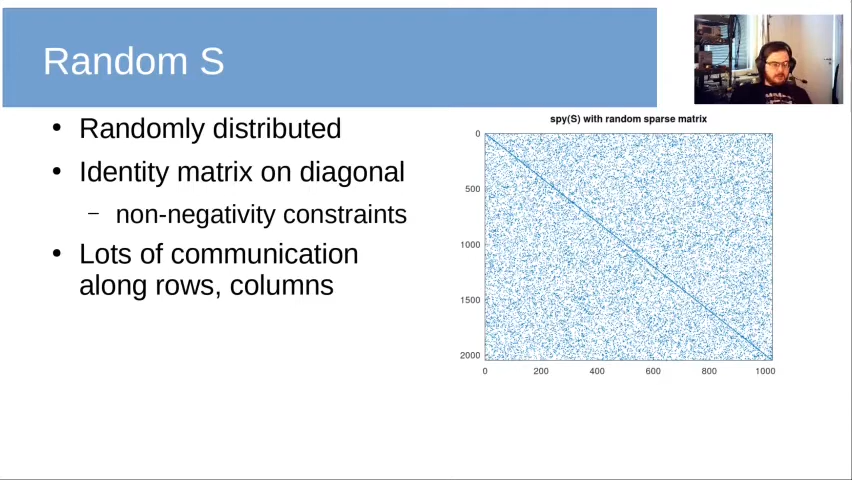 Random S
• Randomly distributed
• Identity matrix on diagonal
– non-negativity constraints
• Lots of communication
along rows, columns
spy(S) with random sparse matrix
0
500
1000
1500
2000
0 200 400 600 800 1000